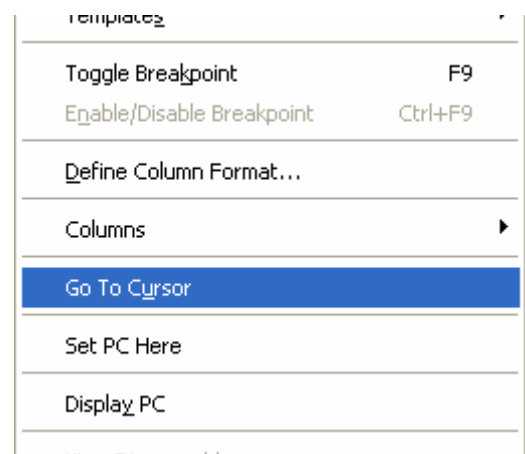 Templates
Toggle Breakpoint F9
Enable/Disable Breakpoint Ctrl+F9
Define Column Format...
Columns
Go To Cursor
Set PC Here
Display PC